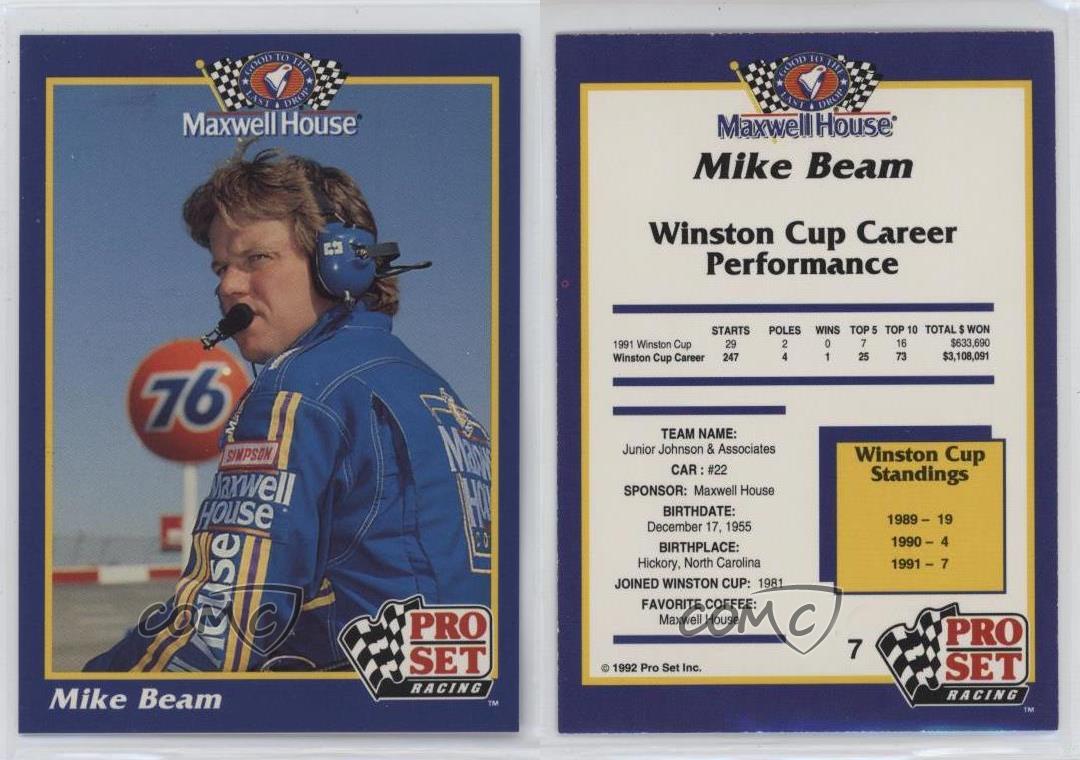 GOOD TO THE
LAST DROP
Maxwell House®
76
SIMPSON
Maxwell
House
Mike Beam
PRO
SET
RACING
™
COMC
GOOD TO THE
LAST DROP
Maxwell House®
Mike Beam
Winston Cup Career
Performance
STARTS POLES WINS TOP 5 TOP 10 TOTAL $ WON
1991 Winston Cup 29 2 0 7 16 $633,690
Winston Cup Career 247 4 1 25 73 $3,108,091
TEAM NAME:
Junior Johnson & Associates
CAR : #22
SPONSOR: Maxwell House
BIRTHDATE:
December 17, 1955
BIRTHPLACE:
Hickory, North Carolina
JOINED WINSTON CUP: 1981
FAVORITE COFFEE:
Maxwell House
Winston Cup
Standings
1989 – 19
1990 – 4
1991 – 7
COMC
7
© 1992 Pro Set Inc.
PRO
SET
RACING
™